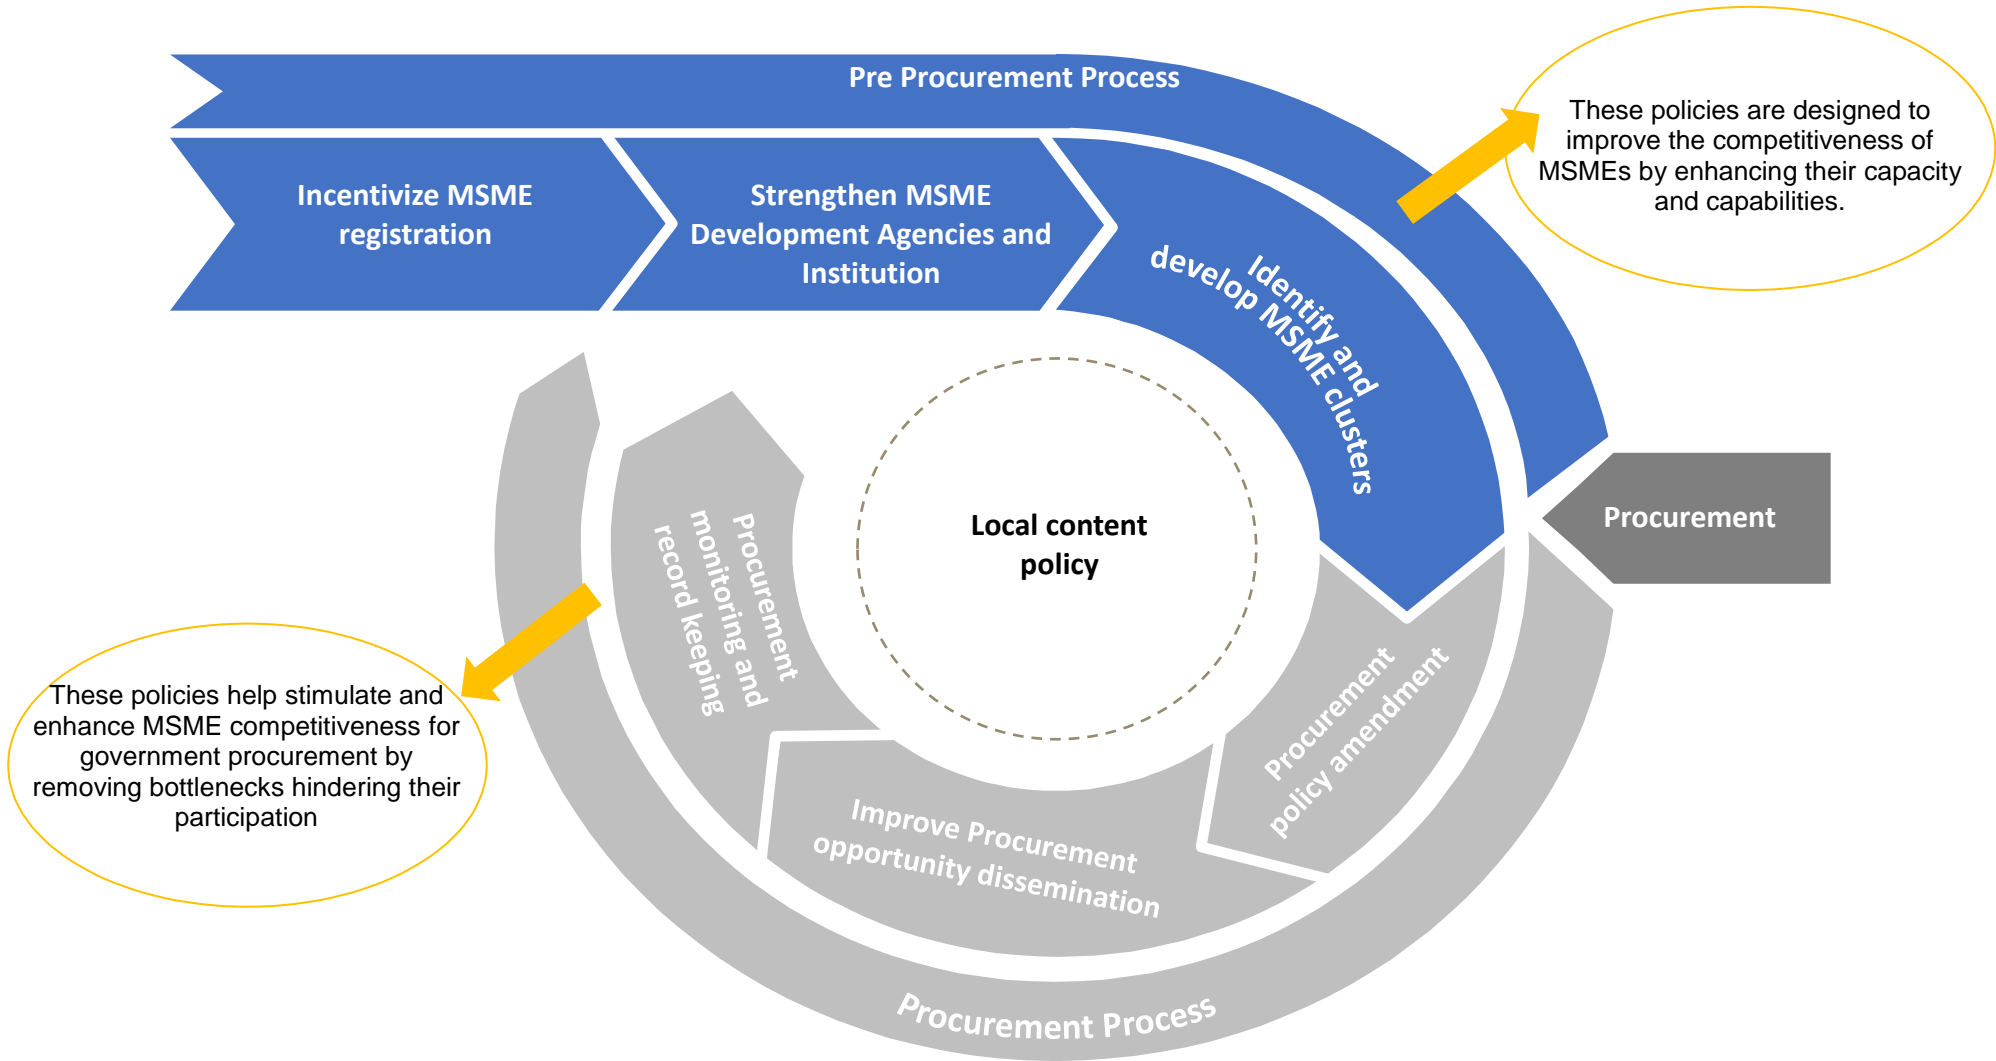 Pre Procurement Process
These policies are designed to
improve the competitiveness of
MSMEs by enhancing their capacity
and capabilities.
Incentivize MSME
registration
Strengthen MSME
Development Agencies and
Institution
Identify and
develop MSME clusters
Procurement
Local content
policy
Procurement
policy amendment
Improve Procurement
opportunity dissemination
Procurement
monitoring and
record keeping
These policies help stimulate and
enhance MSME competitiveness for
government procurement by
removing bottlenecks hindering their
participation
Procurement Process